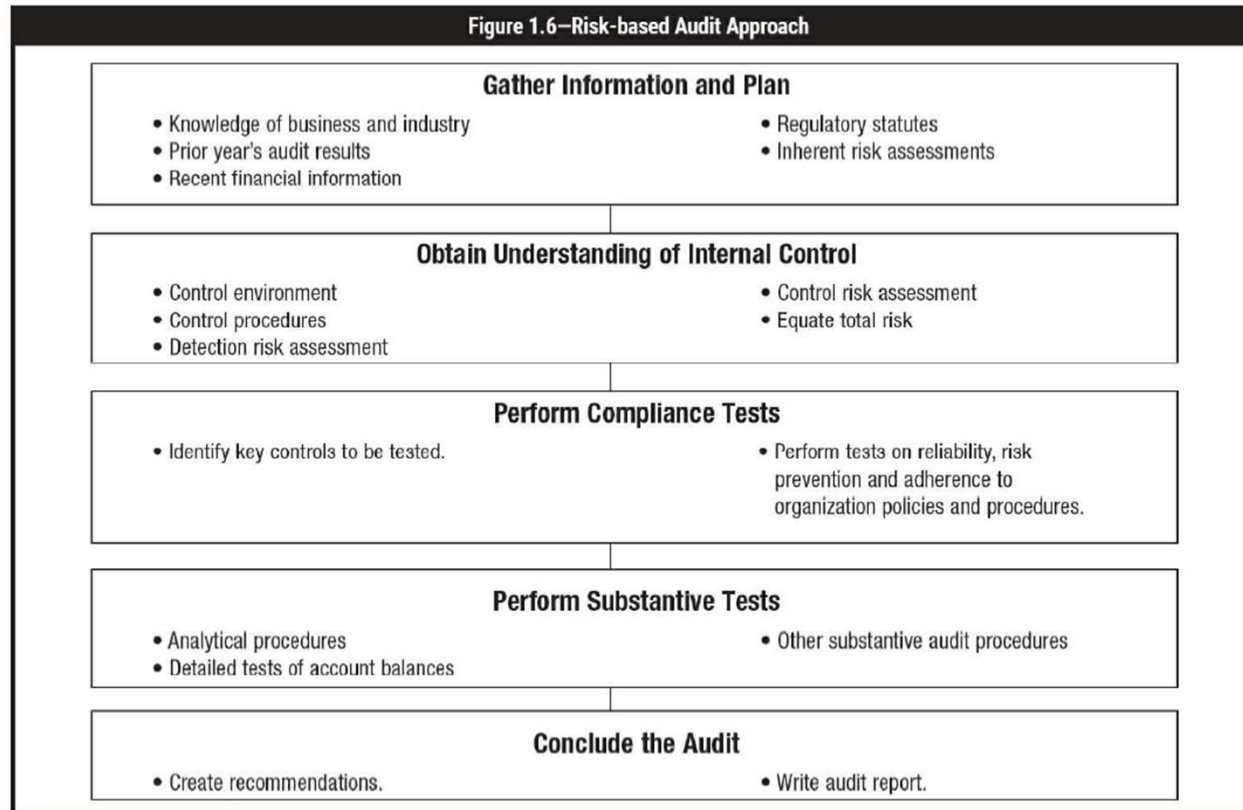 Figure 1.6—Risk-based Audit Approach
Gather Information and Plan
• Knowledge of business and industry
• Prior year's audit results
• Recent financial information
• Regulatory statutes
• Inherent risk assessments
Obtain Understanding of Internal Control
• Control environment
• Control procedures
• Detection risk assessment
• Control risk assessment
• Equate total risk
Perform Compliance Tests
• Identify key controls to be tested.
• Perform tests on reliability, risk
prevention and adherence to
organization policies and procedures.
Perform Substantive Tests
• Analytical procedures
• Detailed tests of account balances
• Other substantive audit procedures
Conclude the Audit
• Create recommendations.
• Write audit report.